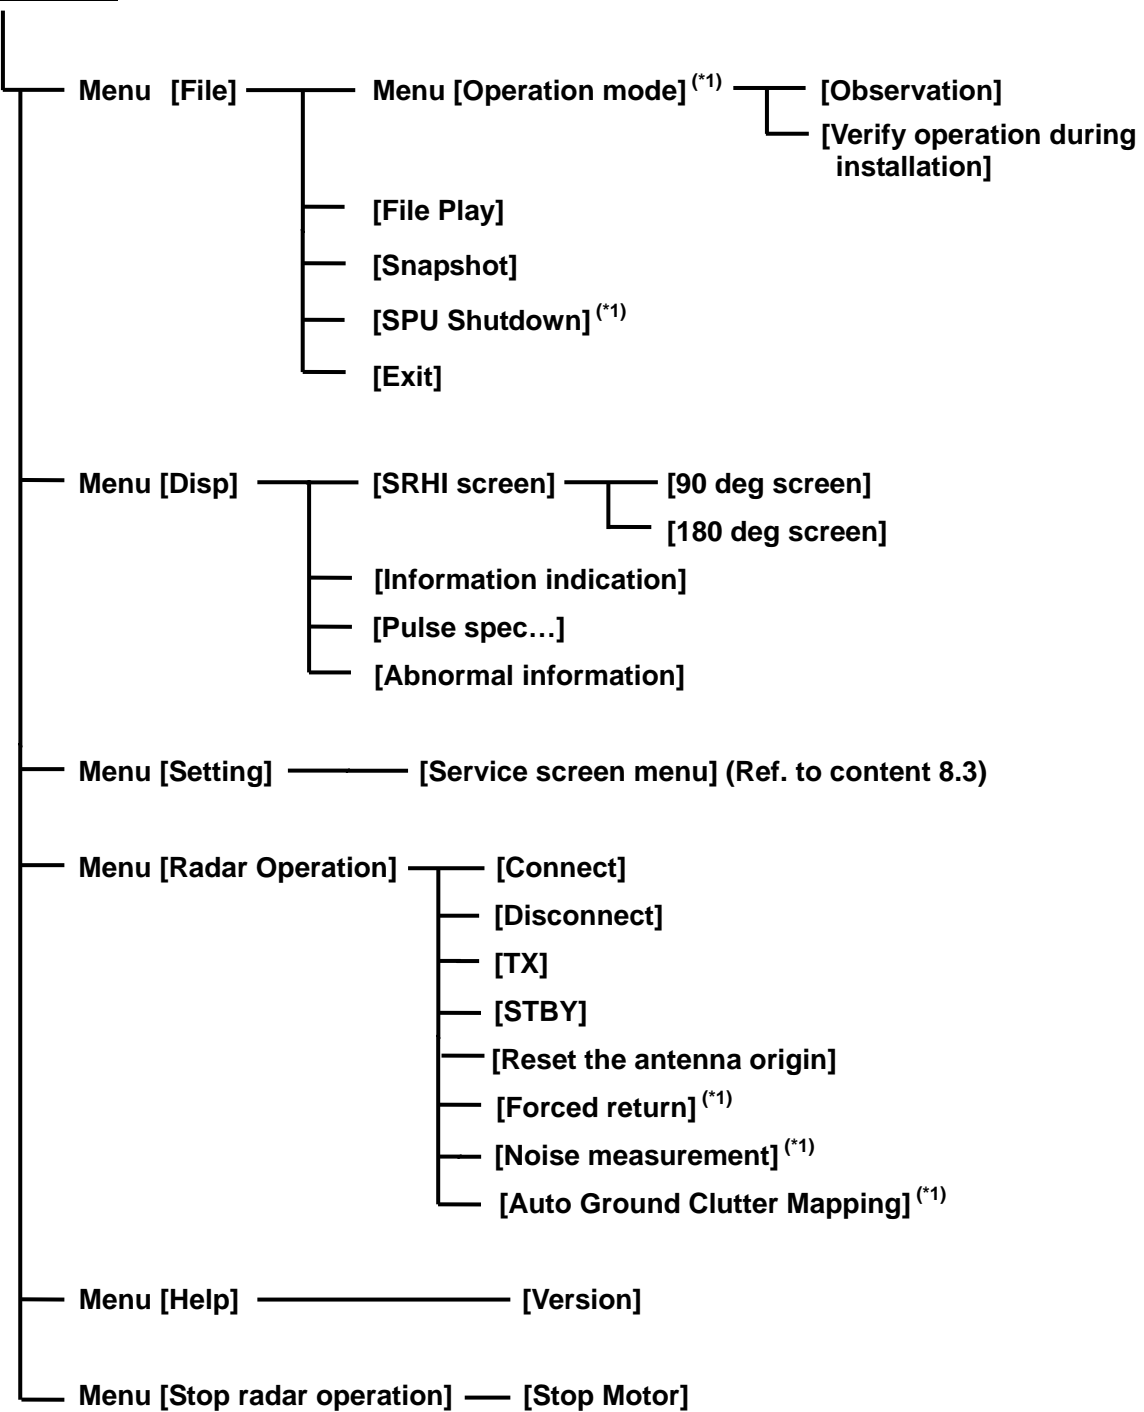 Menu [File] Menu [Operation mode] (*1) [Observation]
[Verify operation during
installation]
[File Play]
[Snapshot]
[SPU Shutdown] (*1)
[Exit]
Menu [Disp] [SRHI screen] [90 deg screen]
[180 deg screen]
[Information indication]
[Pulse spec…]
[Abnormal information]
Menu [Setting] [Service screen menu] (Ref. to content 8.3)
Menu [Radar Operation] [Connect]
[Disconnect]
[TX]
[STBY]
[Reset the antenna origin]
[Forced return] (*1)
[Noise measurement] (*1)
[Auto Ground Clutter Mapping] (*1)
Menu [Help] [Version]
Menu [Stop radar operation] [Stop Motor]